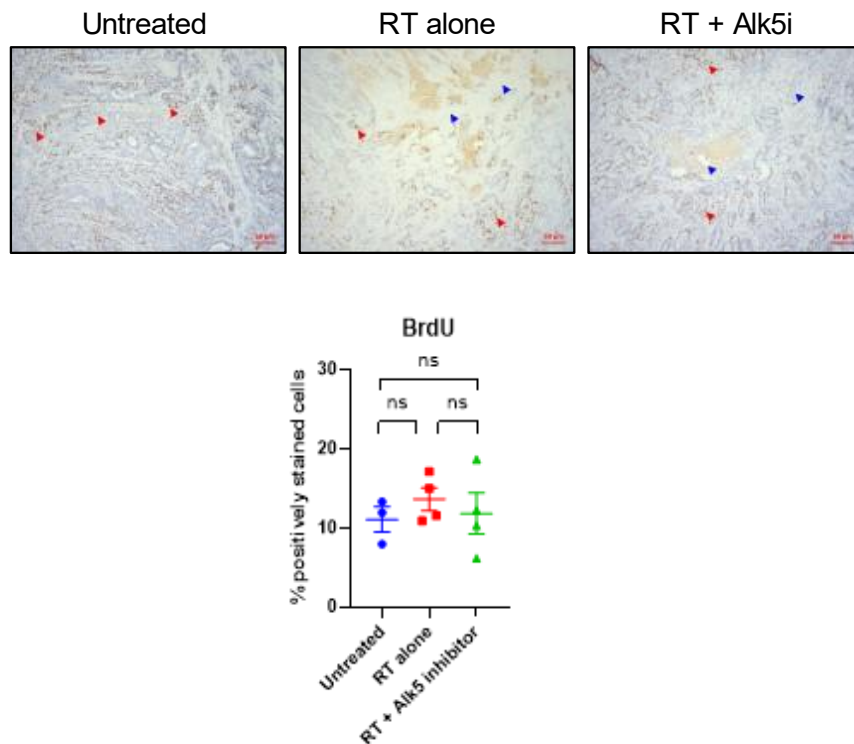 Untreated RT alone RT + Alk5i
BrdU
% positively stained cells
30
20
10
0
ns
ns ns
Untreated
RT alone
RT + Alk5 inhibitor